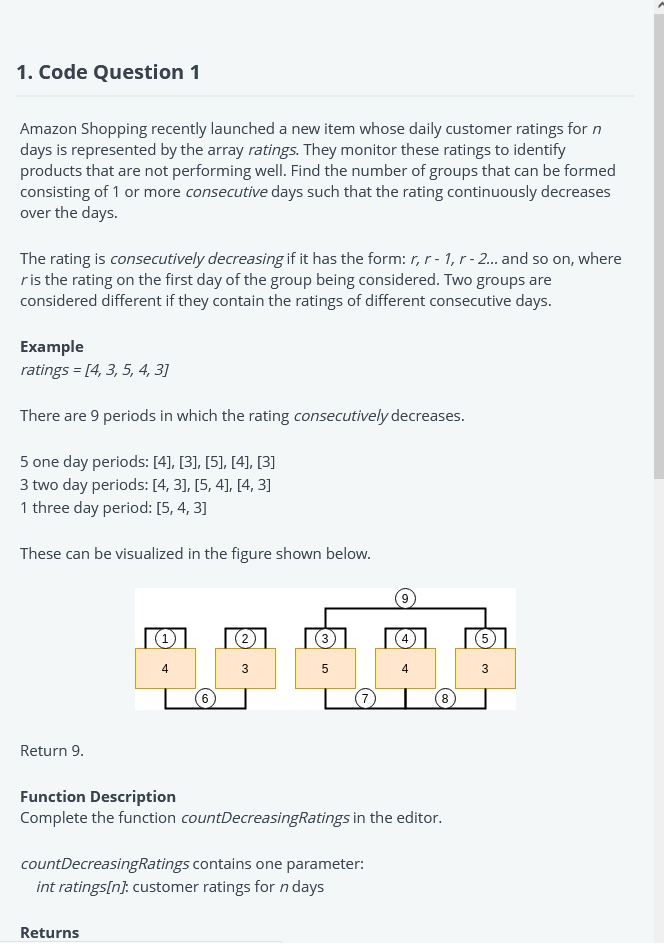 1. Code Question 1
Amazon Shopping recently launched a new item whose daily customer ratings for n
days is represented by the array ratings. They monitor these ratings to identify
products that are not performing well. Find the number of groups that can be formed
consisting of 1 or more consecutive days such that the rating continuously decreases
over the days.
The rating is consecutively decreasing if it has the form: r, r - 1, r - 2... and so on, where
r is the rating on the first day of the group being considered. Two groups are
considered different if they contain the ratings of different consecutive days.
Example
ratings = [4, 3, 5, 4, 3]
There are 9 periods in which the rating consecutively decreases.
5 one day periods: [4], [3], [5], [4], [3]
3 two day periods: [4, 3], [5, 4], [4, 3]
1 three day period: [5, 4, 3]
These can be visualized in the figure shown below.
9
1 2 3 4 5
4 3 5 4 3
6 7 8
Return 9.
Function Description
Complete the function countDecreasingRatings in the editor.
countDecreasingRatings contains one parameter:
int ratings[n]: customer ratings for n days
Returns